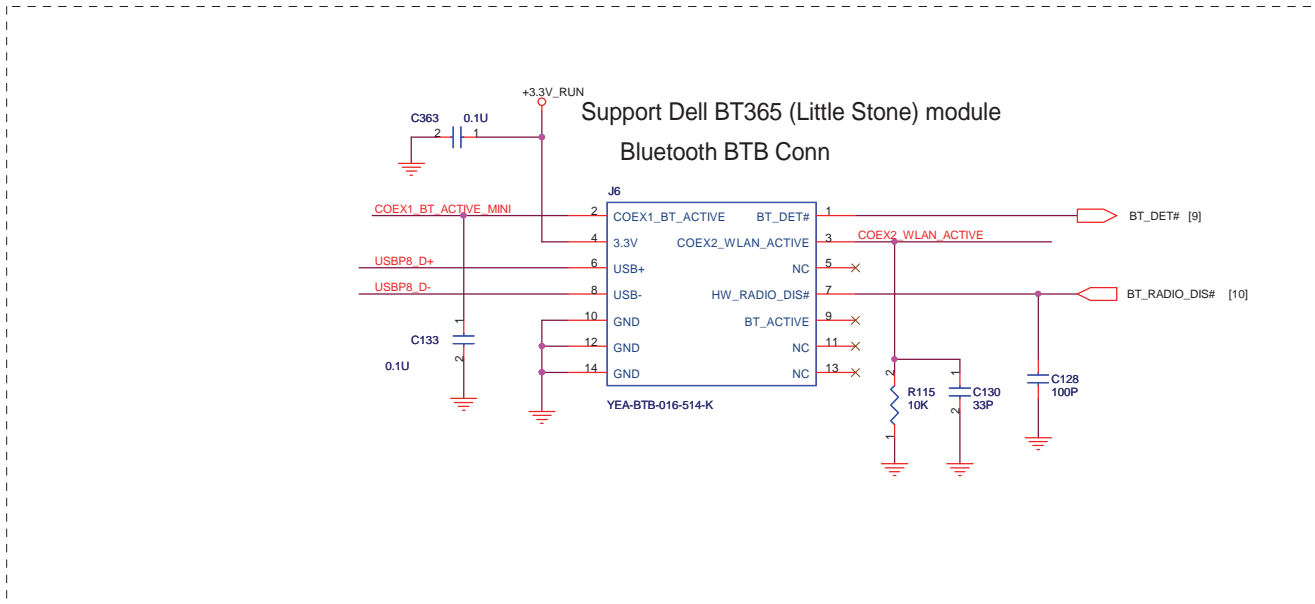 +3.3V_RUN
Support Dell BT365 (Little Stone) module
Bluetooth BTB Conn
C363 0.1U
2 1
J6
COEX1_BT_ACTIVE_MINI 2 COEX1_BT_ACTIVE BT_DET# 1 BT_DET# [9]
4 3.3V COEX2_WLAN_ACTIVE 3 COEX2_WLAN_ACTIVE
USBP8_D+ 6 USB+ NC 5
USBP8_D- 8 USB- HW_RADIO_DIS# 7 BT_RADIO_DIS# [10]
10 GND BT_ACTIVE 9
12 GND NC 11
14 GND NC 13
YEA-BTB-016-514-K
1
C133
0.1U
2
2
R115
10K
1
1
C130
33P
2
C128
100P